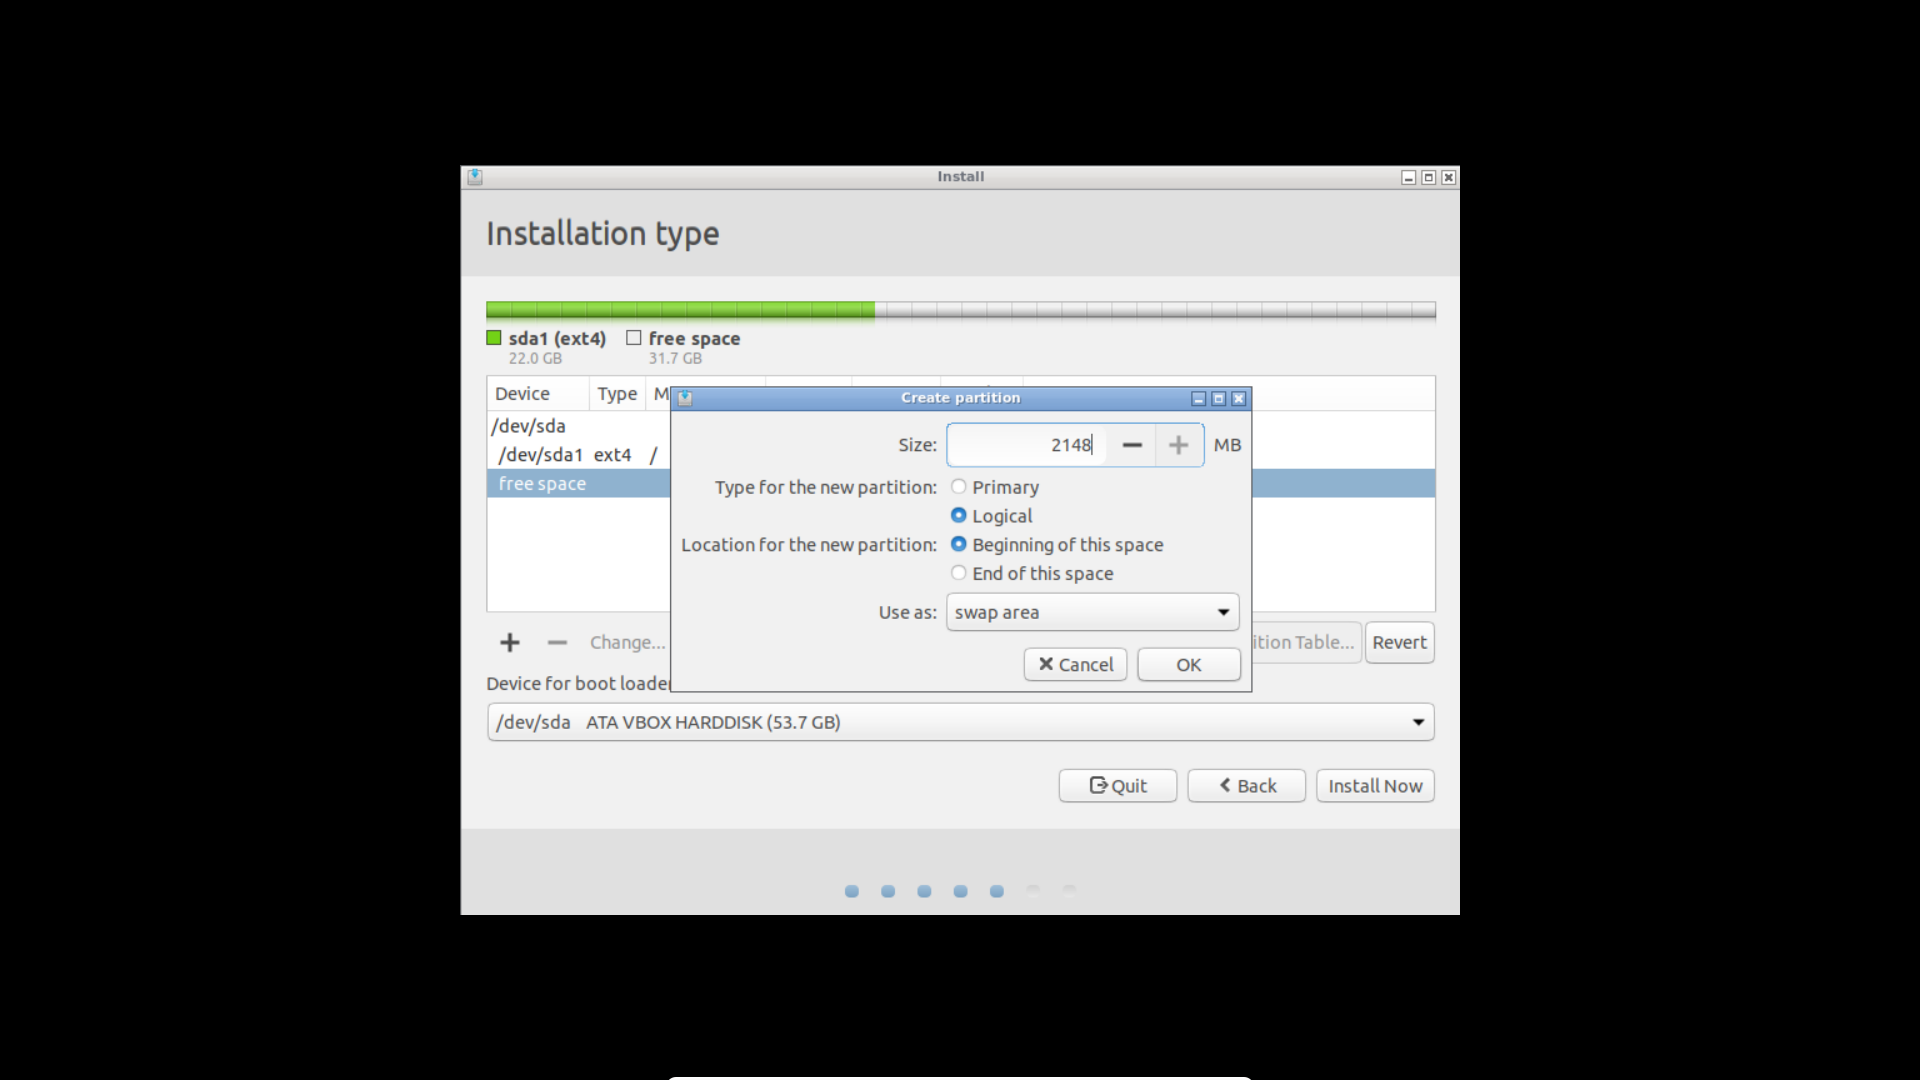 Install
Installation type
sda1 (ext4) free space
22.0 GB 31.7 GB
Device Type M
Create partition
/dev/sda
/dev/sda1 ext4 /
free space
Size: 2148 MB
Type for the new partition: Primary
Logical
Location for the new partition: Beginning of this space
End of this space
Use as: swap area
Cancel OK
+ − Change... ition Table... Revert
Device for boot loader
/dev/sda ATA VBOX HARDDISK (53.7 GB)
Quit Back Install Now